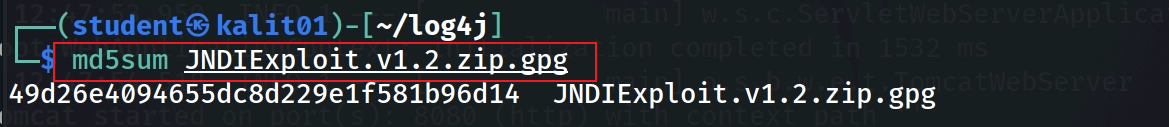 ┌──(student㉿kalit01)-[~/log4j]
└─$ md5sum JNDIExploit.v1.2.zip.gpg
49d26e4094655dc8d229e1f581b96d14  JNDIExploit.v1.2.zip.gpg